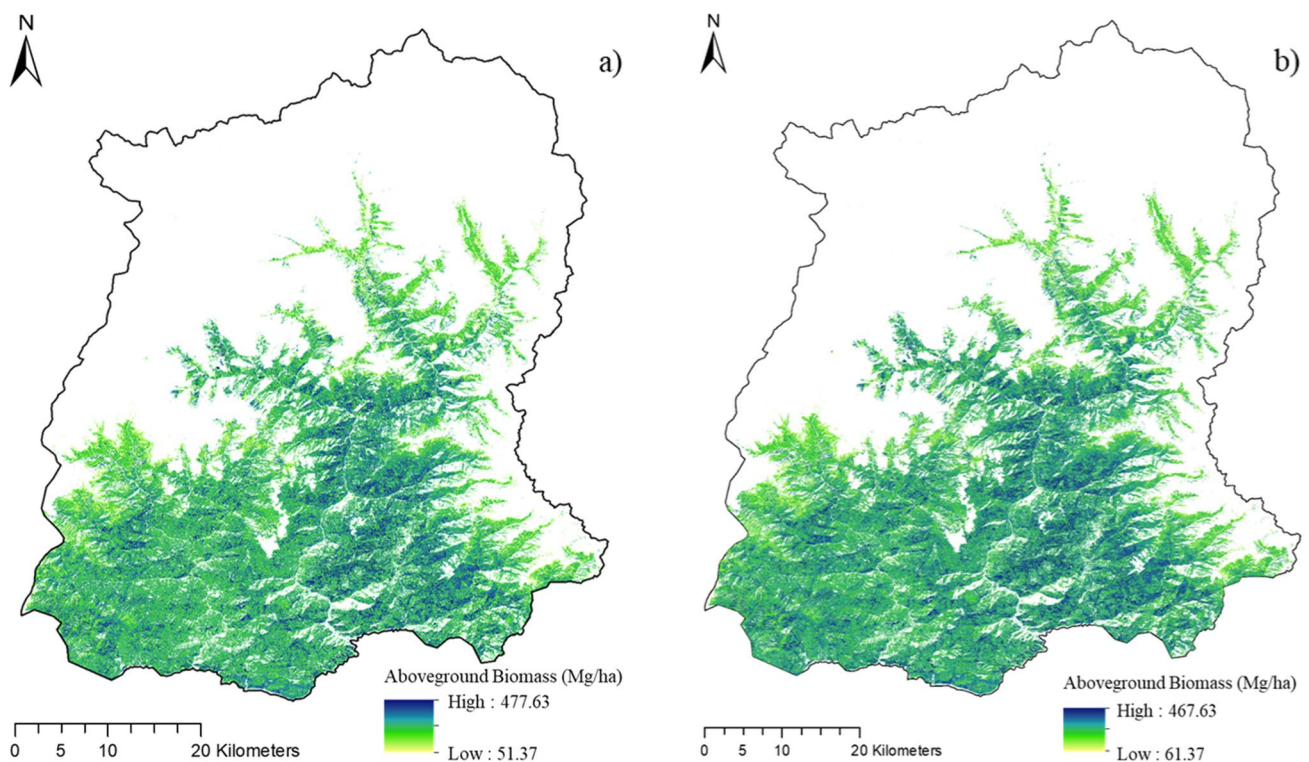 N
a)
Aboveground Biomass (Mg/ha)
High : 477.63
Low : 51.37
0 5 10 20 Kilometers
N
b)
Aboveground Biomass (Mg/ha)
High : 467.63
Low : 61.37
0 5 10 20 Kilometers